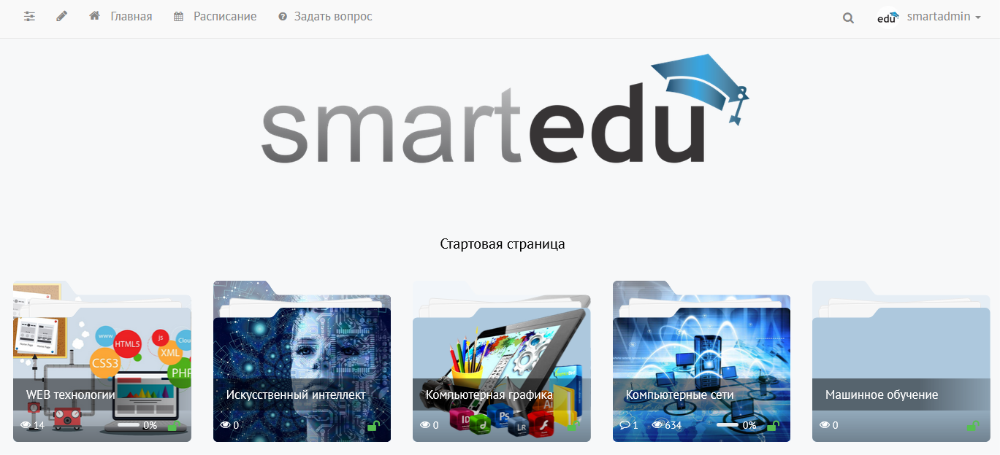 Главная Расписание Задать вопрос
edu smartadmin
smartedu
Стартовая страница
www HTML5 js Clou
CSS3 XML
PHP
WEB технологии
14 0%
Искусственный интеллект
0
Компьютерная графика
Ai
ID d Ps LR
0
Компьютерные сети
1 634 0%
Машинное обучение
0